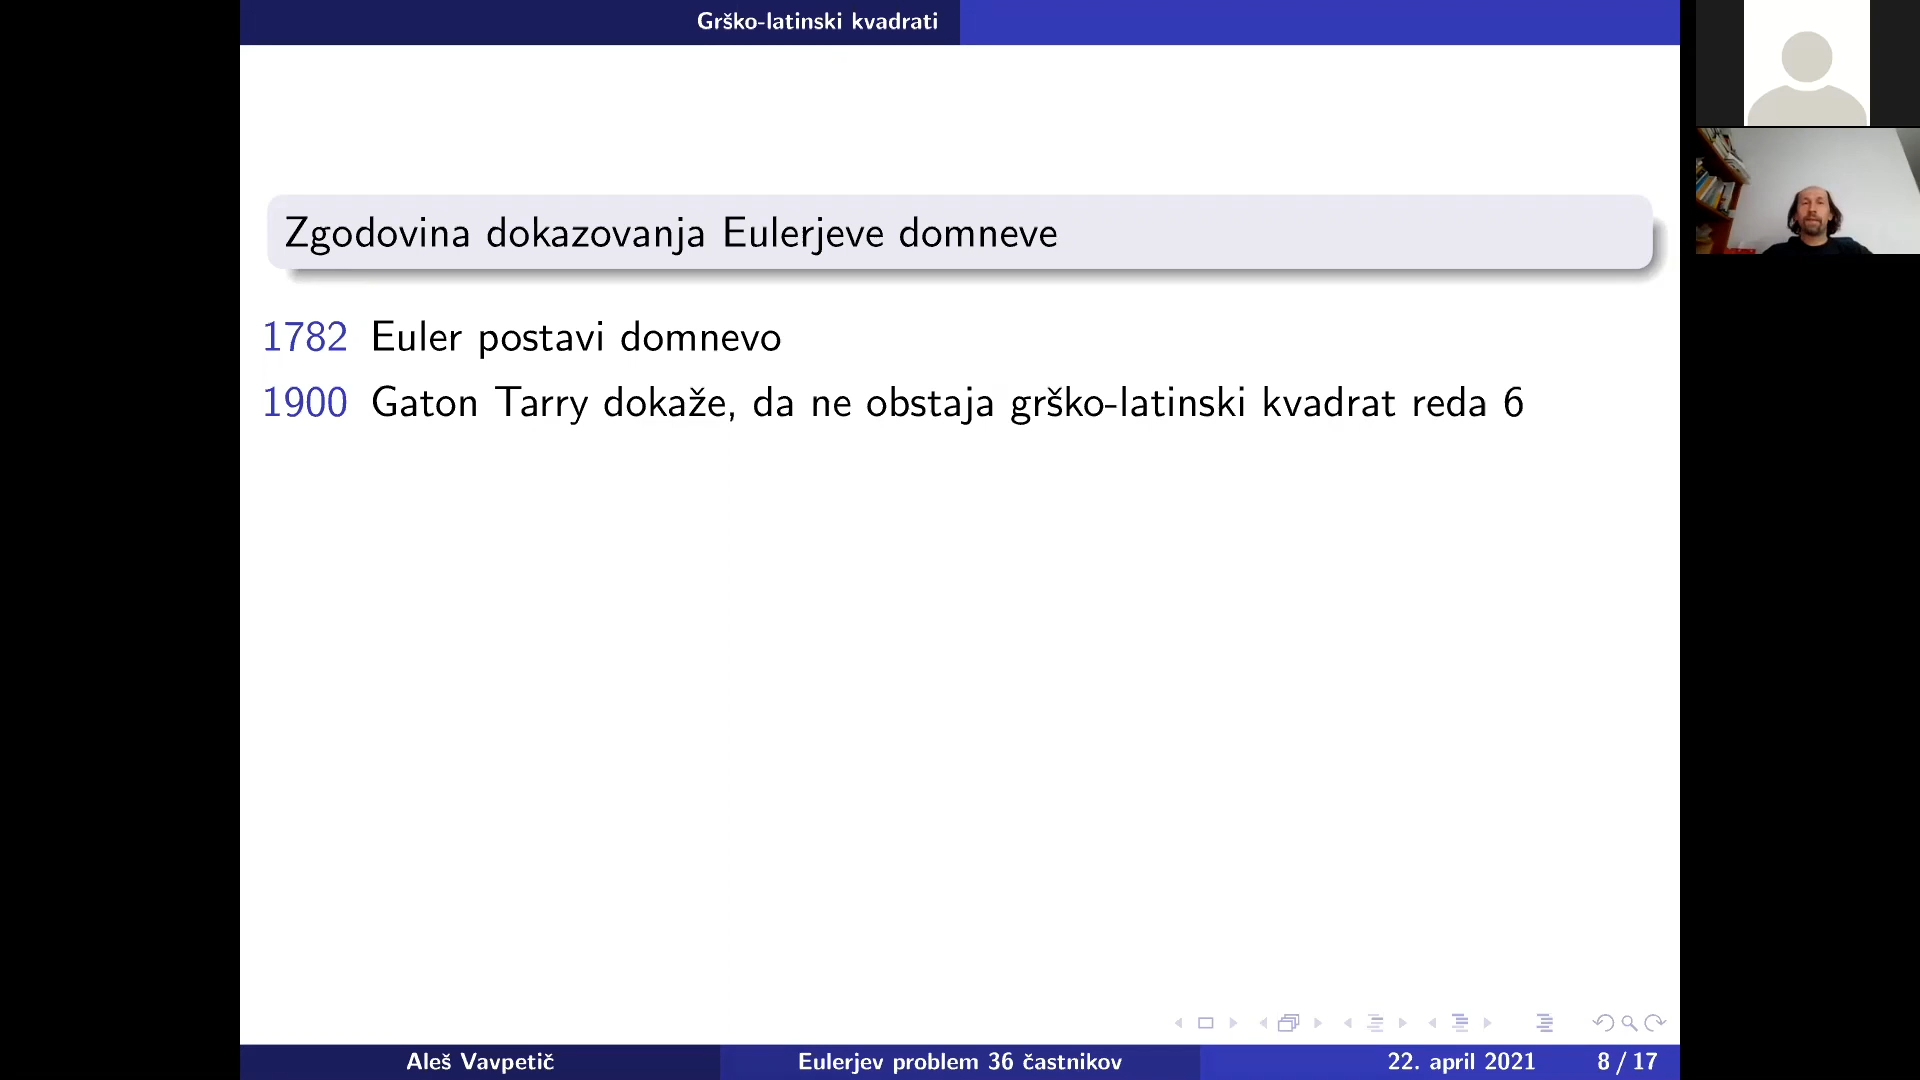 Grško-latinski kvadrati
Zgodovina dokazovanja Eulerjeve domneve
1782 Euler postavi domnevo
1900 Gaton Tarry dokaže, da ne obstaja grško-latinski kvadrat reda 6
Aleš Vavpetič Eulerjev problem 36 častnikov 22. april 2021 8 / 17